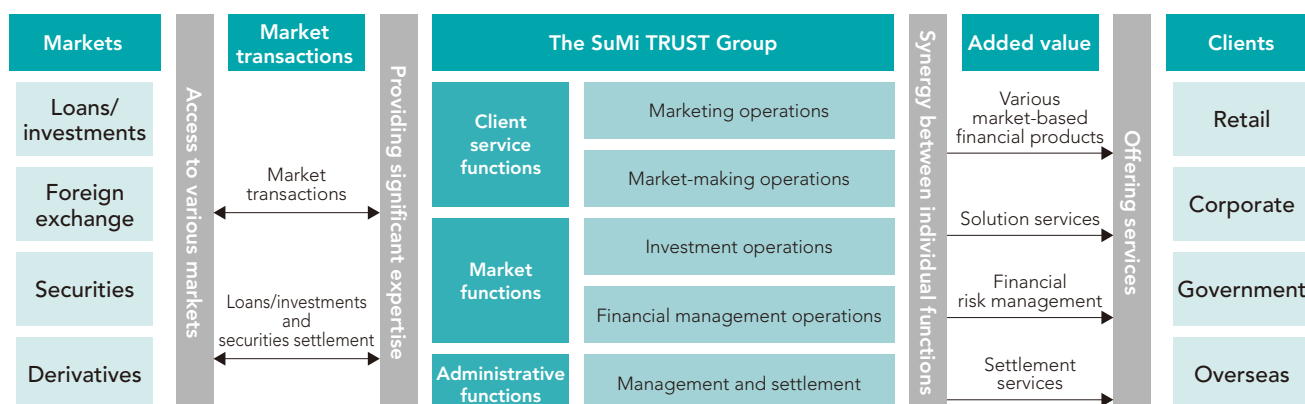 Markets
Loans/
investments
Foreign
exchange
Securities
Derivatives
Access to various markets
Market
transactions
Market
transactions
Loans/investments
and
securities settlement
Providing significant expertise
The SuMi TRUST Group
Client
service
functions
Marketing operations
Market-making operations
Market
functions
Investment operations
Financial management operations
Administrative
functions
Management and settlement
Synergy between individual functions
Added value
Various
market-based
financial products
Solution services
Financial
risk management
Settlement
services
Offering services
Clients
Retail
Corporate
Government
Overseas